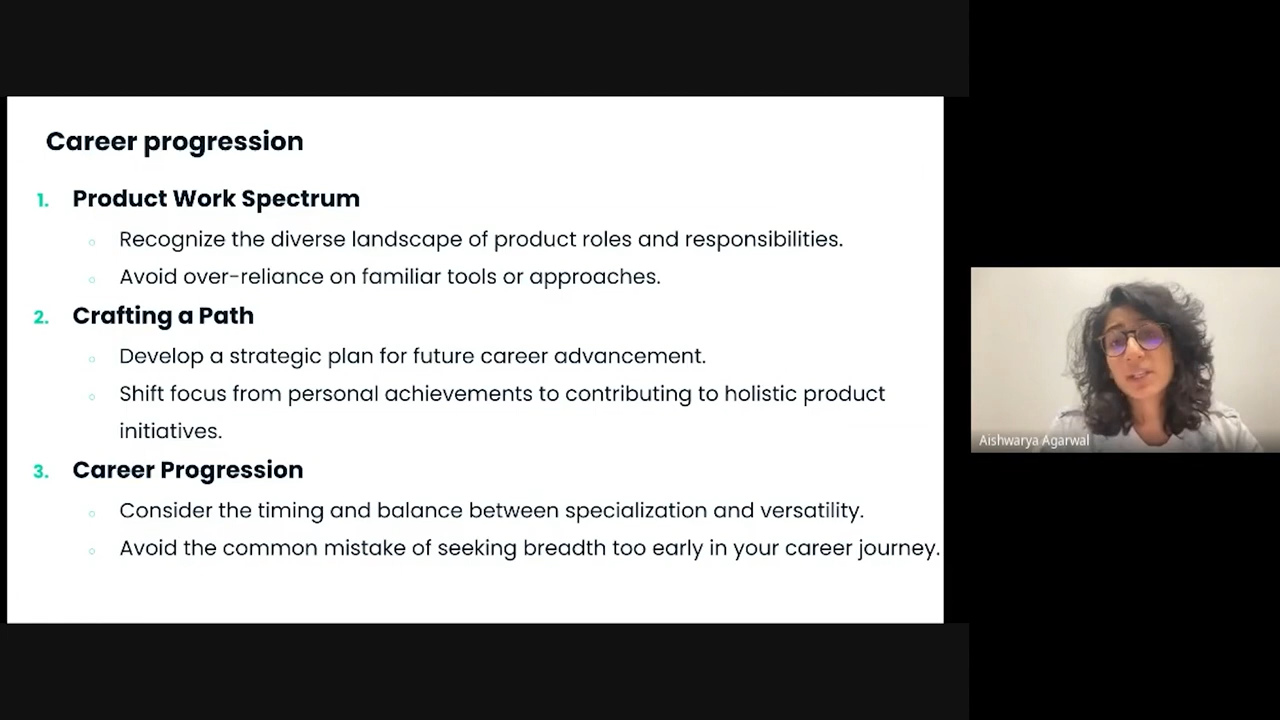 Career progression
1. Product Work Spectrum
○ Recognize the diverse landscape of product roles and responsibilities.
○ Avoid over-reliance on familiar tools or approaches.
2. Crafting a Path
○ Develop a strategic plan for future career advancement.
○ Shift focus from personal achievements to contributing to holistic product
initiatives.
3. Career Progression
○ Consider the timing and balance between specialization and versatility.
○ Avoid the common mistake of seeking breadth too early in your career journey.
Aishwarya Agarwal